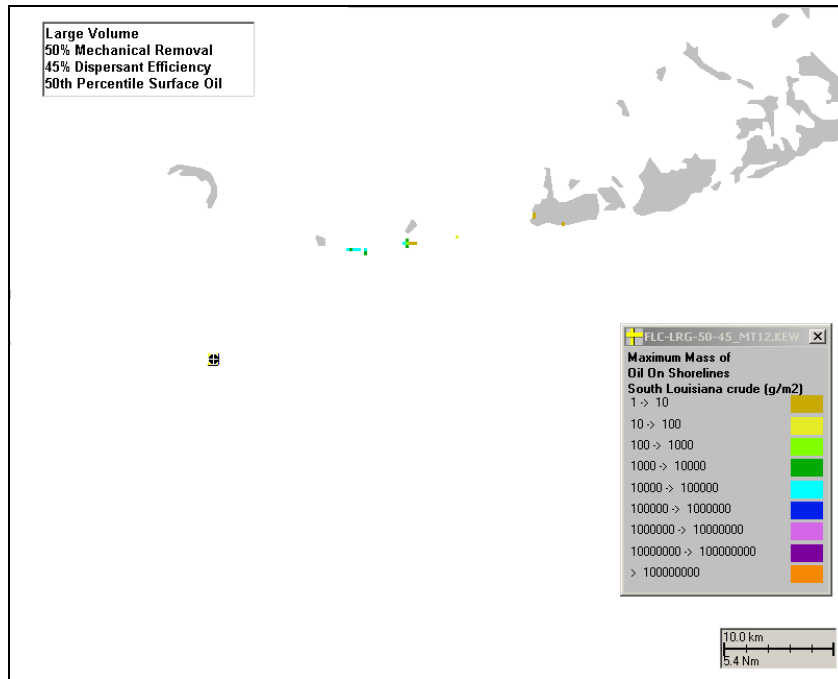 Large Volume
50% Mechanical Removal
45% Dispersant Efficiency
50th Percentile Surface Oil
FLC-LRG-50-45_MT12.KEW
Maximum Mass of
Oil On Shorelines
South Louisiana crude (g/m2)
1 -> 10
10 -> 100
100 -> 1000
1000 -> 10000
10000 -> 100000
100000 -> 1000000
1000000 -> 10000000
10000000 -> 100000000
> 100000000
10.0 km
5.4 Nm